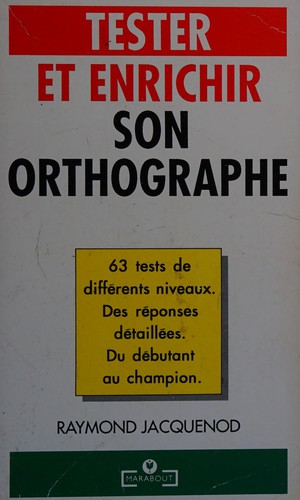 TESTER
ET ENRICHIR
SON
ORTHOGRAPHE
63 tests de
différents niveaux.
Des réponses
détaillées.
Du débutant
au champion.
RAYMOND JACQUENOD
MARABOUT